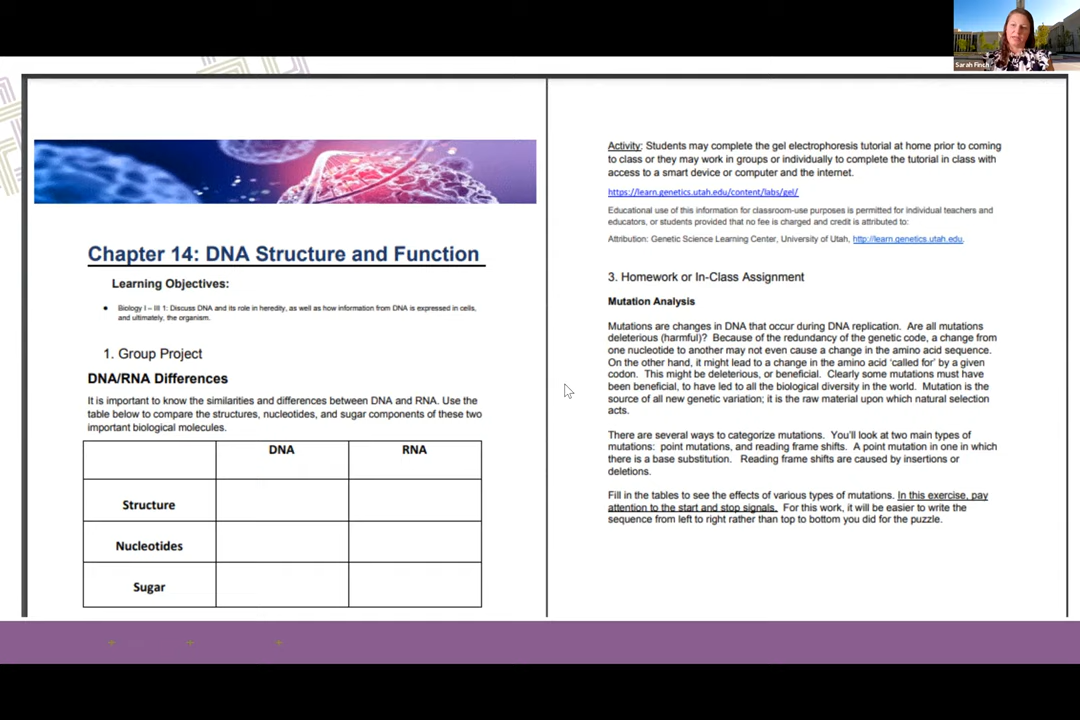 Sarah Finch
Chapter 14: DNA Structure and Function
Learning Objectives:
● Biology I – III 1: Discuss DNA and its role in heredity, as well as how information from DNA is expressed in cells,
and ultimately, the organism.
1. Group Project
DNA/RNA Differences
It is important to know the similarities and differences between DNA and RNA. Use the
table below to compare the structures, nucleotides, and sugar components of these two
important biological molecules.
DNA RNA
Structure
Nucleotides
Sugar
Activity: Students may complete the gel electrophoresis tutorial at home prior to coming
to class or they may work in groups or individually to complete the tutorial in class with
access to a smart device or computer and the internet.
https://learn.genetics.utah.edu/content/labs/gel/
Educational use of this information for classroom-use purposes is permitted for individual teachers and
educators, or students provided that no fee is charged and credit is attributed to:
Attribution: Genetic Science Learning Center, University of Utah, http://learn.genetics.utah.edu.
3. Homework or In-Class Assignment
Mutation Analysis
Mutations are changes in DNA that occur during DNA replication. Are all mutations
deleterious (harmful)? Because of the redundancy of the genetic code, a change from
one nucleotide to another may not even cause a change in the amino acid sequence.
On the other hand, it might lead to a change in the amino acid 'called for' by a given
codon. This might be deleterious, or beneficial. Clearly some mutations must have
been beneficial, to have led to all the biological diversity in the world. Mutation is the
source of all new genetic variation; it is the raw material upon which natural selection
acts.
There are several ways to categorize mutations. You'll look at two main types of
mutations: point mutations, and reading frame shifts. A point mutation in one in which
there is a base substitution. Reading frame shifts are caused by insertions or
deletions.
Fill in the tables to see the effects of various types of mutations. In this exercise, pay
attention to the start and stop signals. For this work, it will be easier to write the
sequence from left to right rather than top to bottom you did for the puzzle.